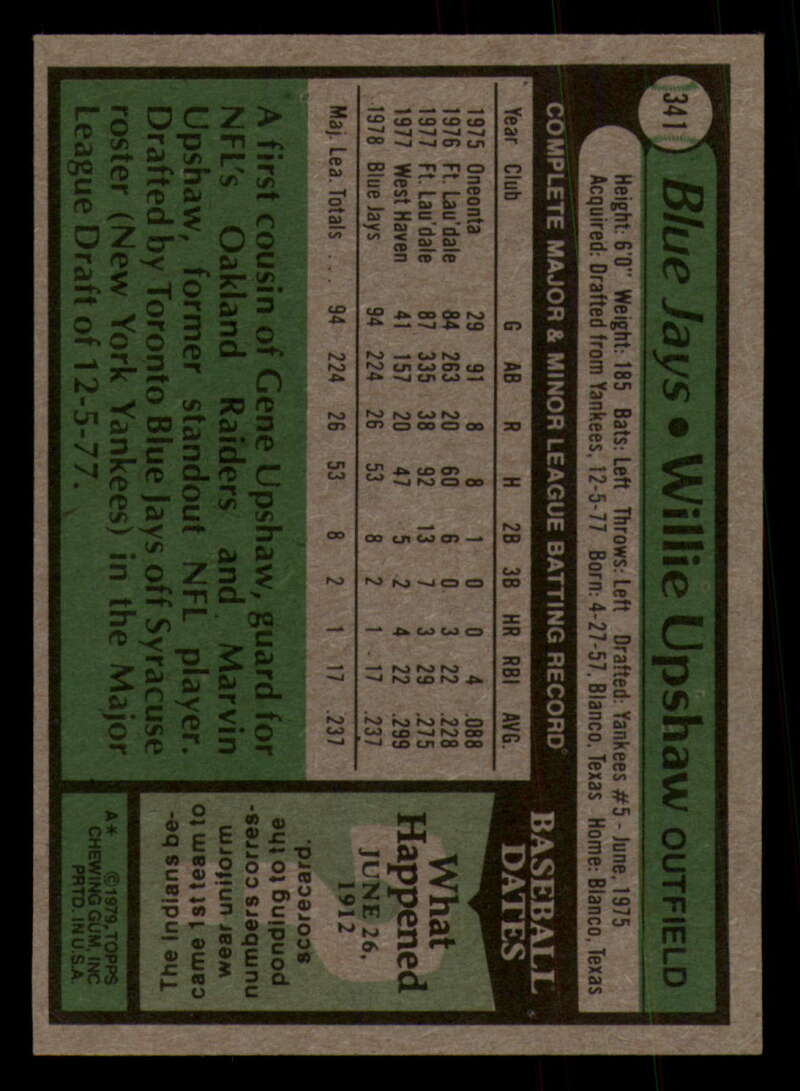 341 Blue Jays • Willie Upshaw OUTFIELD
Height: 6'0" Weight: 185 Bats: Left Throws: Left Drafted: Yankees #5 - June, 1975
Acquired: Drafted from Yankees, 12-5-77 Born: 4-27-57, Blanco, Texas Home: Blanco, Texas
COMPLETE MAJOR & MINOR LEAGUE BATTING RECORD
Year Club G AB R H 2B 3B HR RBI AVG.
1975 Oneonta 29 91 8 8 1 0 0 4 .088
1976 Ft. Lau'dale 84 263 20 60 6 0 3 22 .228
1977 Ft. Lau'dale 87 335 38 92 13 7 3 29 .275
1977 West Haven 41 157 20 47 5 2 4 22 .299
1978 Blue Jays 94 224 26 53 8 2 1 17 .237
Maj. Lea. Totals . . . 94 224 26 53 8 2 1 17 .237
A first cousin of Gene Upshaw, guard for
NFL's Oakland Raiders and Marvin
Upshaw, former standout NFL player.
Drafted by Toronto Blue Jays off Syracuse
roster (New York Yankees) in the Major
League Draft of 12-5-77.
BASEBALL
DATES
What
Happened
JUNE 26,
1912
The Indians be-
came 1st team to
wear uniform
numbers corres-
ponding to the
scorecard.
A* ©1979, TOPPS
CHEWING GUM, INC
PRTD. IN U.S.A.